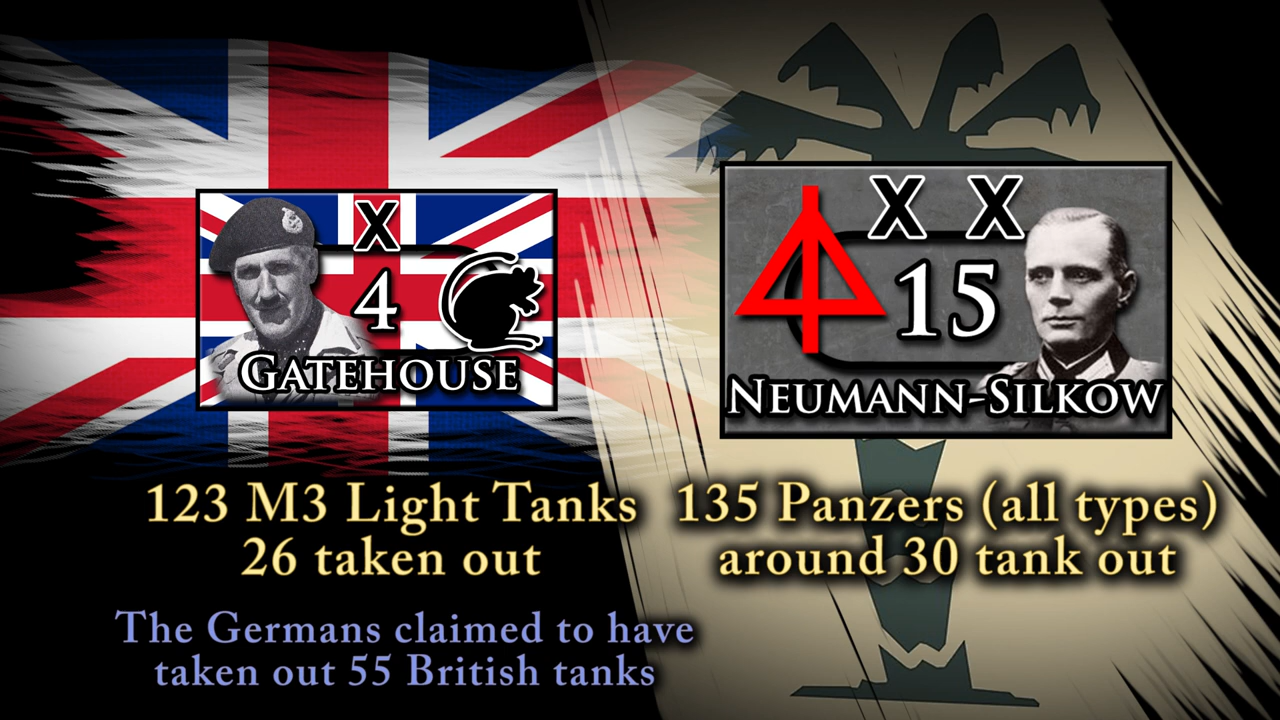 X
4
GATEHOUSE
X X
15
NEUMANN-SILKOW
123 M3 Light Tanks
26 taken out
The Germans claimed to have
taken out 55 British tanks
135 Panzers (all types)
around 30 tank out